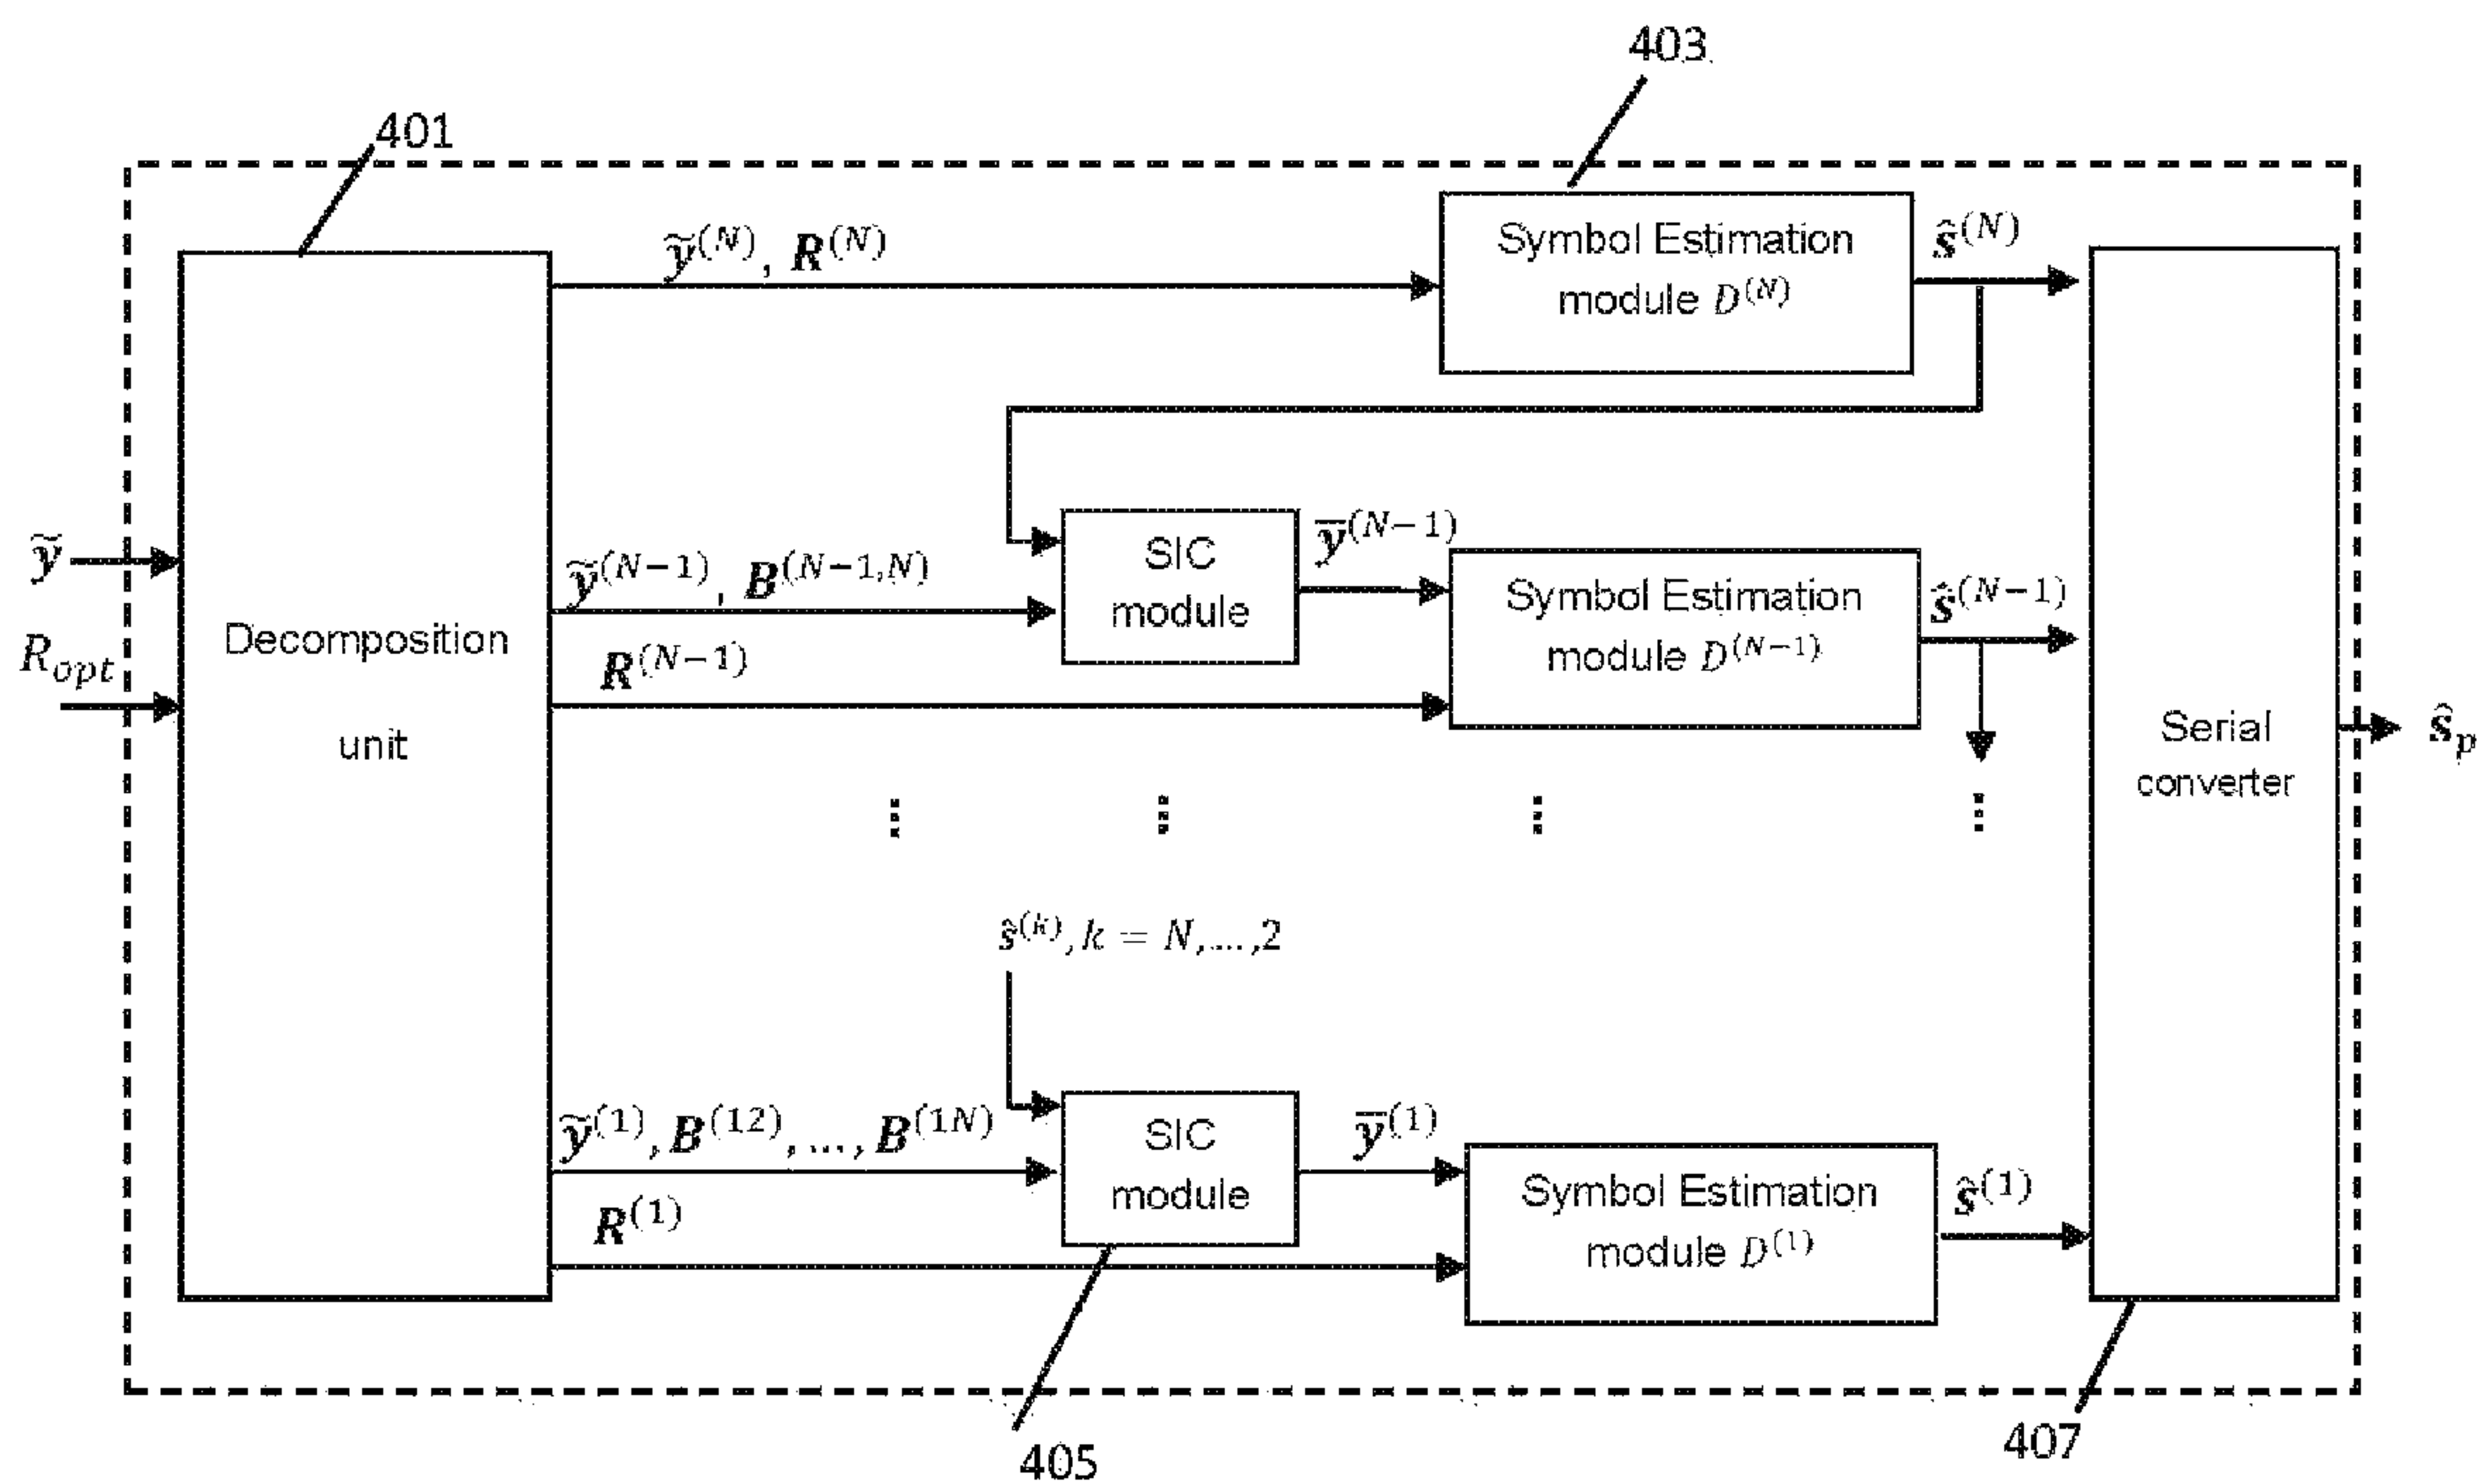 403
401
Symbol Estimation
module D^(N)
ỹ^(N), R^(N)
ŝ^(N)
ỹ
R_opt
Decomposition
unit
ỹ^(N−1), B^(N−1,N)
R^(N−1)
SIC
module
ȳ^(N−1)
Symbol Estimation
module D^(N−1)
ŝ^(N−1)
Serial
converter
ŝ_p
ŝ^(k), k = N,...,2
ỹ^(1), B^(12), ..., B^(1N)
R^(1)
SIC
module
ȳ^(1)
Symbol Estimation
module D^(1)
ŝ^(1)
405
407